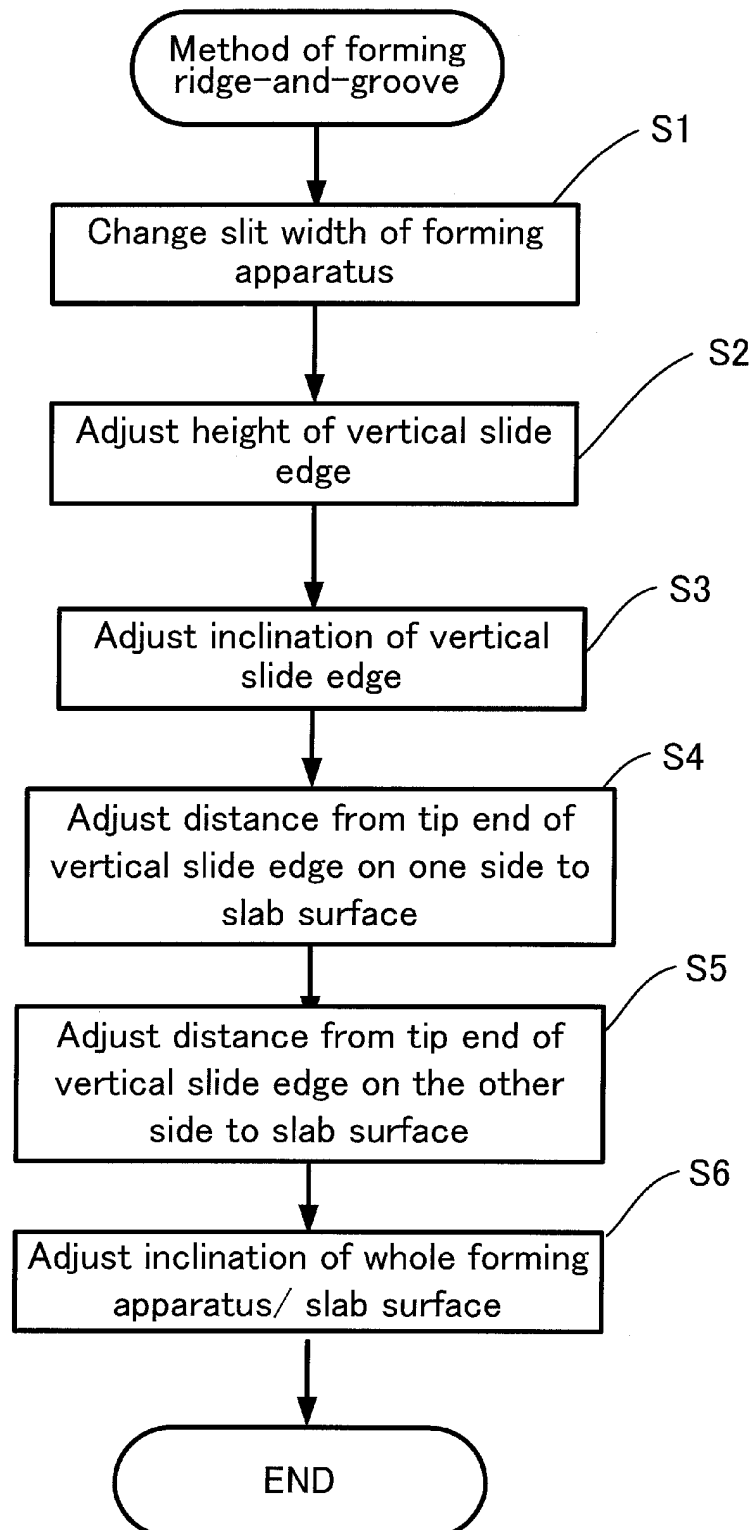 Method of forming
ridge-and-groove
S1
Change slit width of forming
apparatus
S2
Adjust height of vertical slide
edge
S3
Adjust inclination of vertical
slide edge
S4
Adjust distance from tip end of
vertical slide edge on one side to
slab surface
S5
Adjust distance from tip end of
vertical slide edge on the other
side to slab surface
S6
Adjust inclination of whole forming
apparatus/ slab surface
END